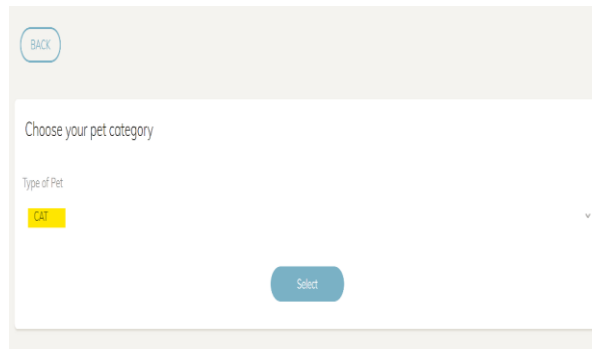 BACK
Choose your pet category
Type of Pet
CAT
Select